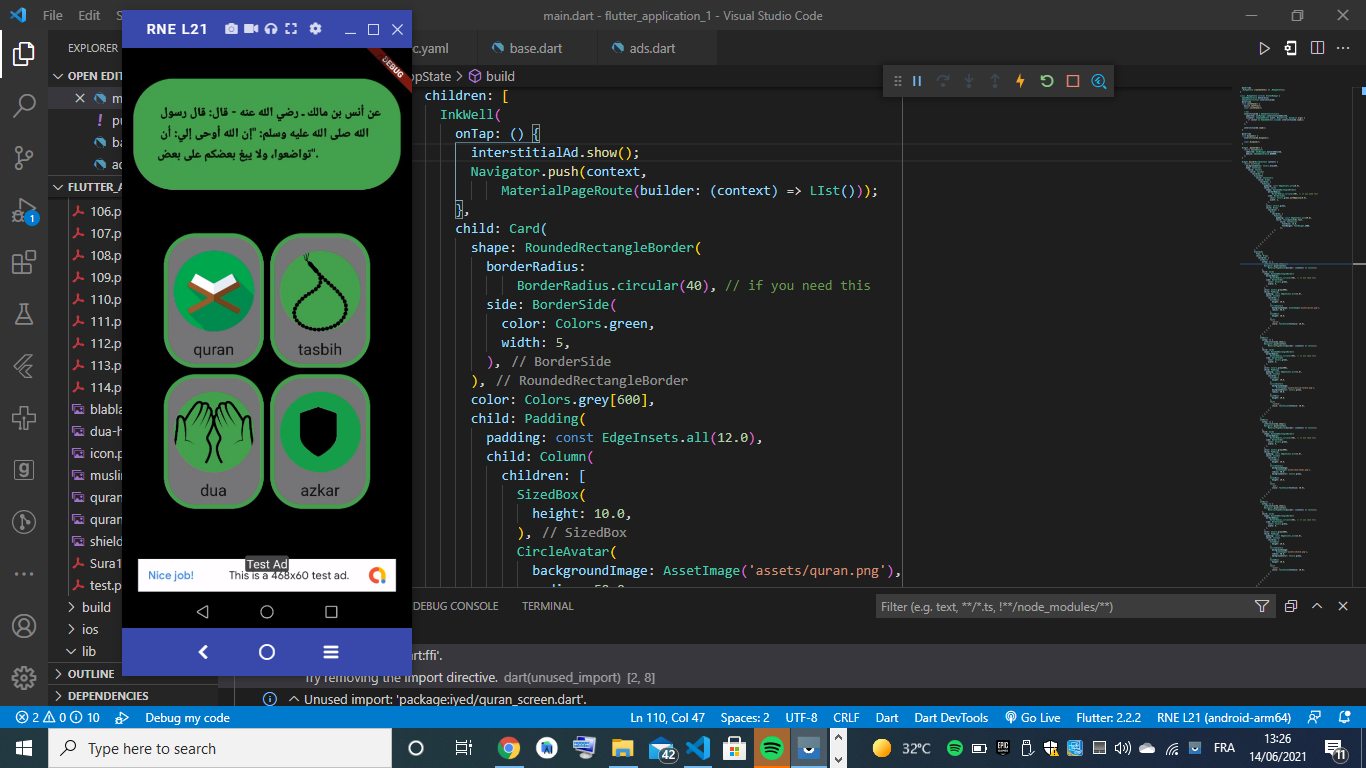 File
Edit
S
main.dart - flutter_application_1 - Visual Studio Code
RNE L21
EXPLORER
c.yaml
base.dart
ads.dart
OPEN EDIT
ppState > build
DEBUG
عن أنس بن مالك ـ رضي الله عنه - قال: قال رسول
الله صلى الله عليه وسلم: "إن الله أوحى إلي: أن
تواضعوا، ولا يبغ بعضكم على بعض".
m
pu
ba
ad
FLUTTER_A
106.p
107.p
108.p
109.p
110.p
111.p
112.p
113.p
114.p
blabla
dua-h
icon.p
muslin
quran
quran
shield
Sura1
test.p
build
ios
lib
OUTLINE
DEPENDENCIES
1
quran
tasbih
dua
azkar
Test Ad
Nice job!
This is a 468x60 test ad.
children: [
InkWell(
onTap: () {
interstitialAd.show();
Navigator.push(context,
MaterialPageRoute(builder: (context) => LIst()));
},
child: Card(
shape: RoundedRectangleBorder(
borderRadius:
BorderRadius.circular(40), // if you need this
side: BorderSide(
color: Colors.green,
width: 5,
), // BorderSide
), // RoundedRectangleBorder
color: Colors.grey[600],
child: Padding(
padding: const EdgeInsets.all(12.0),
child: Column(
children: [
SizedBox(
height: 10.0,
), // SizedBox
CircleAvatar(
backgroundImage: AssetImage('assets/quran.png'),
DEBUG CONSOLE
TERMINAL
Filter (e.g. text, **/*.ts, !**/node_modules/**)
rt:ffi'.
Try removing the import directive. dart(unused_import) [2, 8]
Unused import: 'package:iyed/quran_screen.dart'.
2
0
10
Debug my code
Ln 110, Col 47
Spaces: 2
UTF-8
CRLF
Dart
Dart DevTools
Go Live
Flutter: 2.2.2
RNE L21 (android-arm64)
Type here to search
42
32°C
FRA
13:26
14/06/2021
11